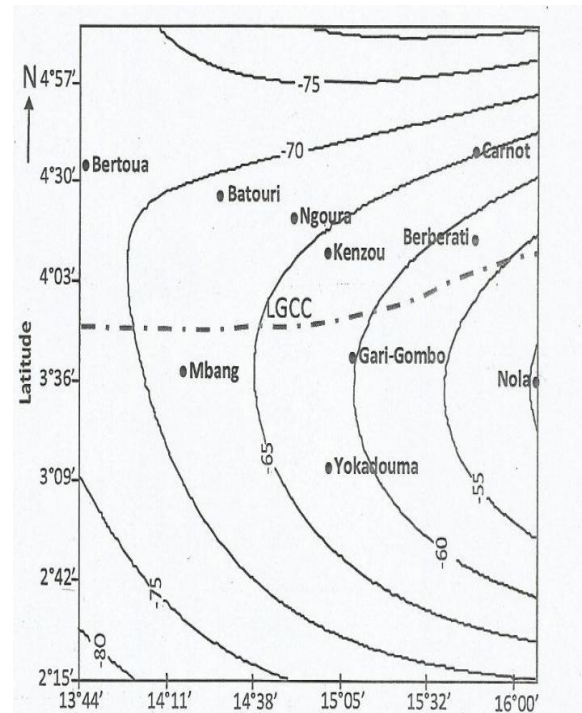 N 4°57'
-75
-70
Carnot
Bertoua
4°30'
Batouri
Ngoura
Berberati
Kenzou
4°03'
LGCC
Latitude
Gari-Gombo
Mbang
3°36'
Nola
-65
3°09'
Yokadouma
-55
-60
2°42'
-75
-80
2°15'
13°44' 14°11' 14°38' 15°05' 15°32' 16°00'